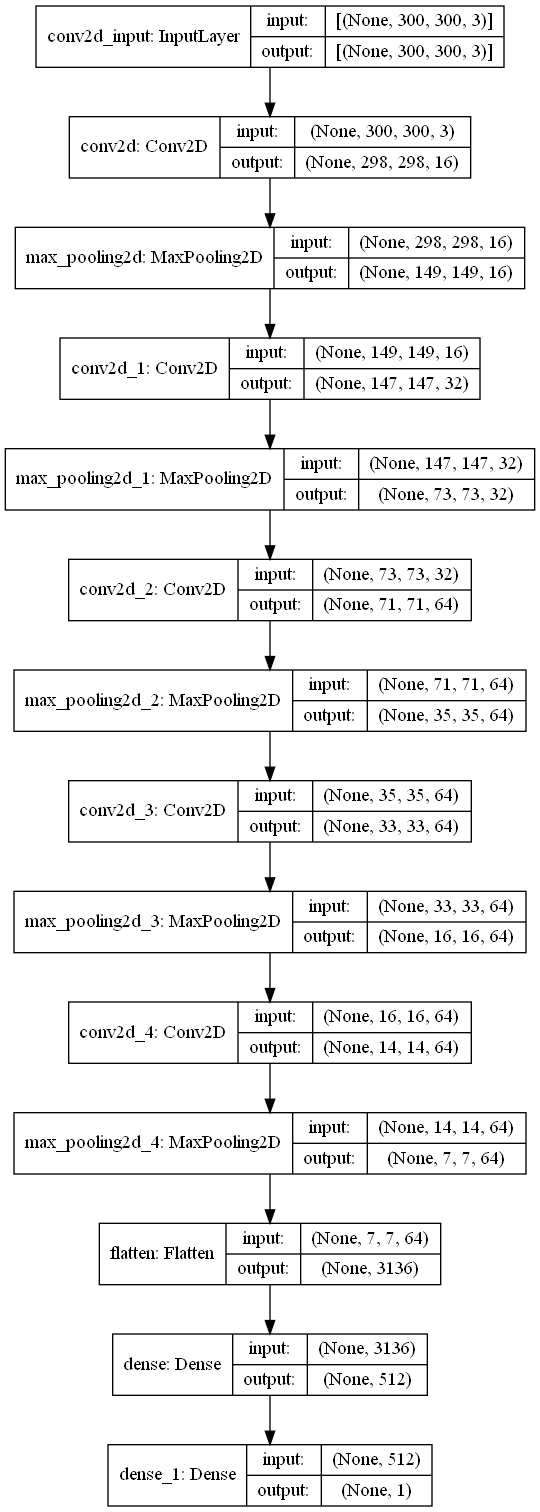 conv2d_input: InputLayer input: [(None, 300, 300, 3)]
output: [(None, 300, 300, 3)]
conv2d: Conv2D input: (None, 300, 300, 3)
output: (None, 298, 298, 16)
max_pooling2d: MaxPooling2D input: (None, 298, 298, 16)
output: (None, 149, 149, 16)
conv2d_1: Conv2D input: (None, 149, 149, 16)
output: (None, 147, 147, 32)
max_pooling2d_1: MaxPooling2D input: (None, 147, 147, 32)
output: (None, 73, 73, 32)
conv2d_2: Conv2D input: (None, 73, 73, 32)
output: (None, 71, 71, 64)
max_pooling2d_2: MaxPooling2D input: (None, 71, 71, 64)
output: (None, 35, 35, 64)
conv2d_3: Conv2D input: (None, 35, 35, 64)
output: (None, 33, 33, 64)
max_pooling2d_3: MaxPooling2D input: (None, 33, 33, 64)
output: (None, 16, 16, 64)
conv2d_4: Conv2D input: (None, 16, 16, 64)
output: (None, 14, 14, 64)
max_pooling2d_4: MaxPooling2D input: (None, 14, 14, 64)
output: (None, 7, 7, 64)
flatten: Flatten input: (None, 7, 7, 64)
output: (None, 3136)
dense: Dense input: (None, 3136)
output: (None, 512)
dense_1: Dense input: (None, 512)
output: (None, 1)